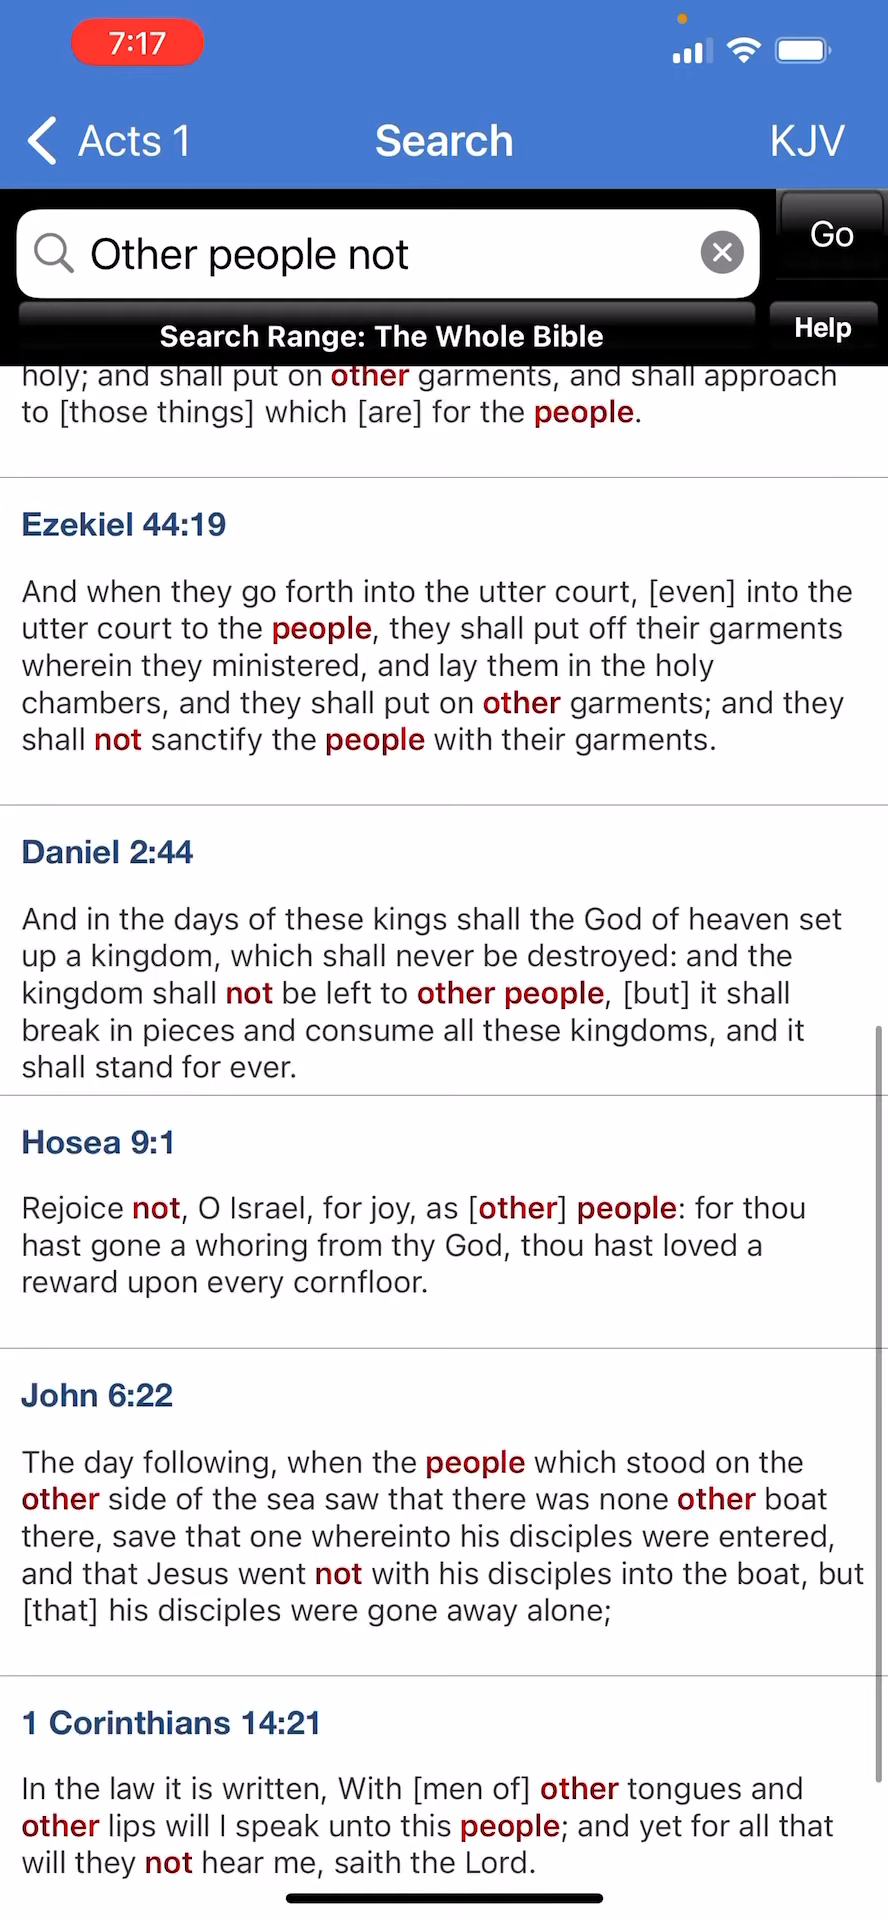 7:17
Acts 1
Search
KJV
Other people not
Go
Search Range: The Whole Bible
Help
holy; and shall put on other garments, and shall approach
to [those things] which [are] for the people.
Ezekiel 44:19
And when they go forth into the utter court, [even] into the
utter court to the people, they shall put off their garments
wherein they ministered, and lay them in the holy
chambers, and they shall put on other garments; and they
shall not sanctify the people with their garments.
Daniel 2:44
And in the days of these kings shall the God of heaven set
up a kingdom, which shall never be destroyed: and the
kingdom shall not be left to other people, [but] it shall
break in pieces and consume all these kingdoms, and it
shall stand for ever.
Hosea 9:1
Rejoice not, O Israel, for joy, as [other] people: for thou
hast gone a whoring from thy God, thou hast loved a
reward upon every cornfloor.
John 6:22
The day following, when the people which stood on the
other side of the sea saw that there was none other boat
there, save that one whereinto his disciples were entered,
and that Jesus went not with his disciples into the boat, but
[that] his disciples were gone away alone;
1 Corinthians 14:21
In the law it is written, With [men of] other tongues and
other lips will I speak unto this people; and yet for all that
will they not hear me, saith the Lord.